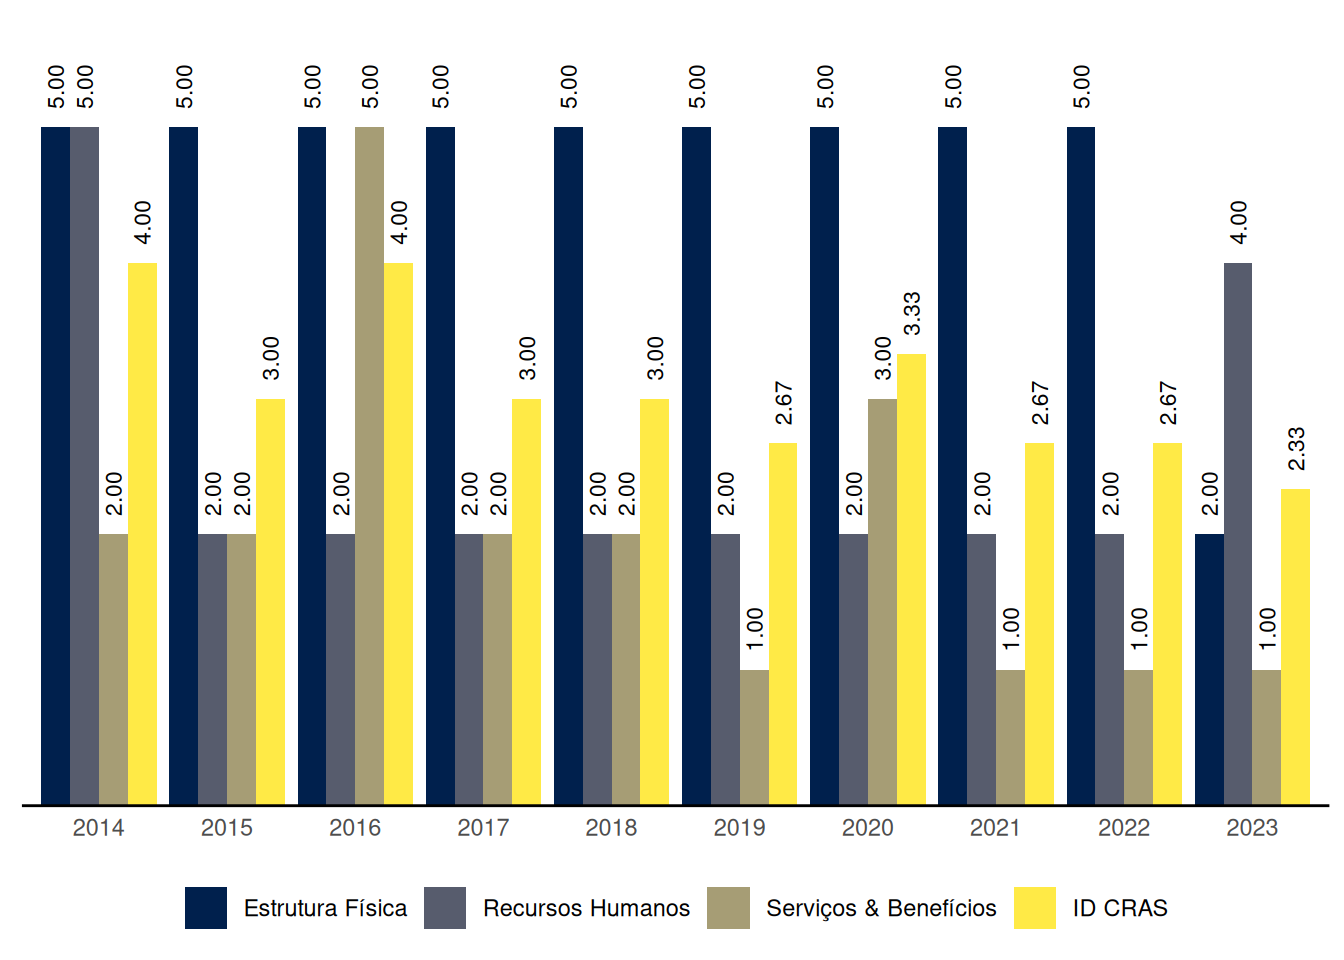 5.00 5.00 2.00 4.00 5.00 2.00 2.00 3.00 5.00 2.00 5.00 4.00 5.00 2.00 2.00 3.00 5.00 2.00 2.00 3.00 5.00 2.00 1.00 2.67 5.00 2.00 3.00 3.33 5.00 2.00 1.00 2.67 5.00 2.00 1.00 2.67 2.00 4.00 1.00 2.33
2014 2015 2016 2017 2018 2019 2020 2021 2022 2023
Estrutura Física Recursos Humanos Serviços & Benefícios ID CRAS